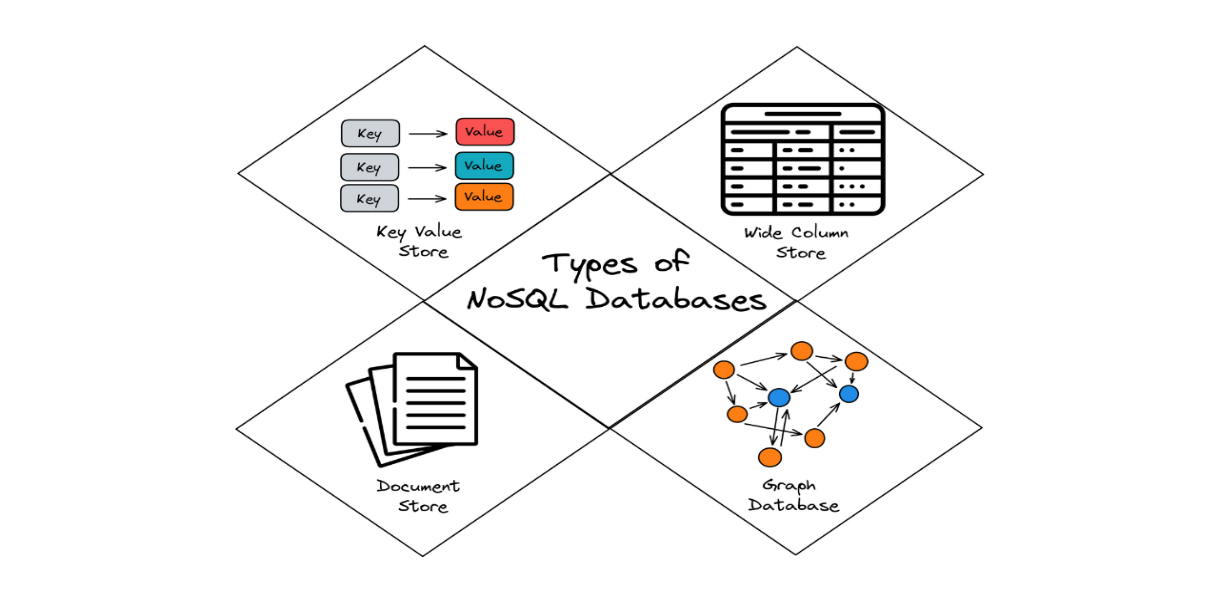 Key
Value
Key
Value
Key
Value
Key Value
Store
Wide Column
Store
Types of
NoSQL Databases
Document
Store
Graph
Database